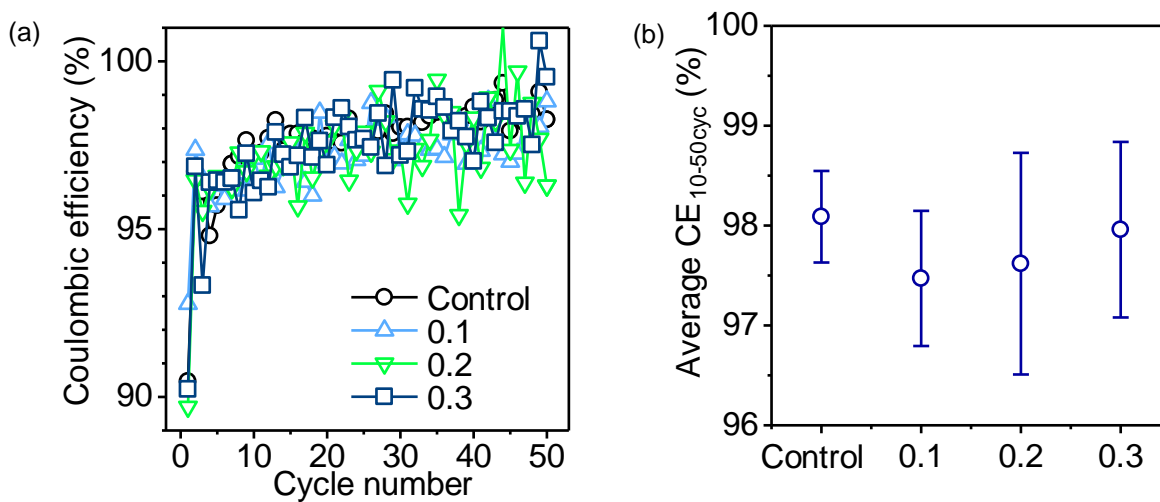 (a)
Coulombic efficiency (%)
100
95
90
Control
0.1
0.2
0.3
0 10 20 30 40 50
Cycle number
(b)
Average CE10-50cyc (%)
100
99
98
97
96
Control 0.1 0.2 0.3